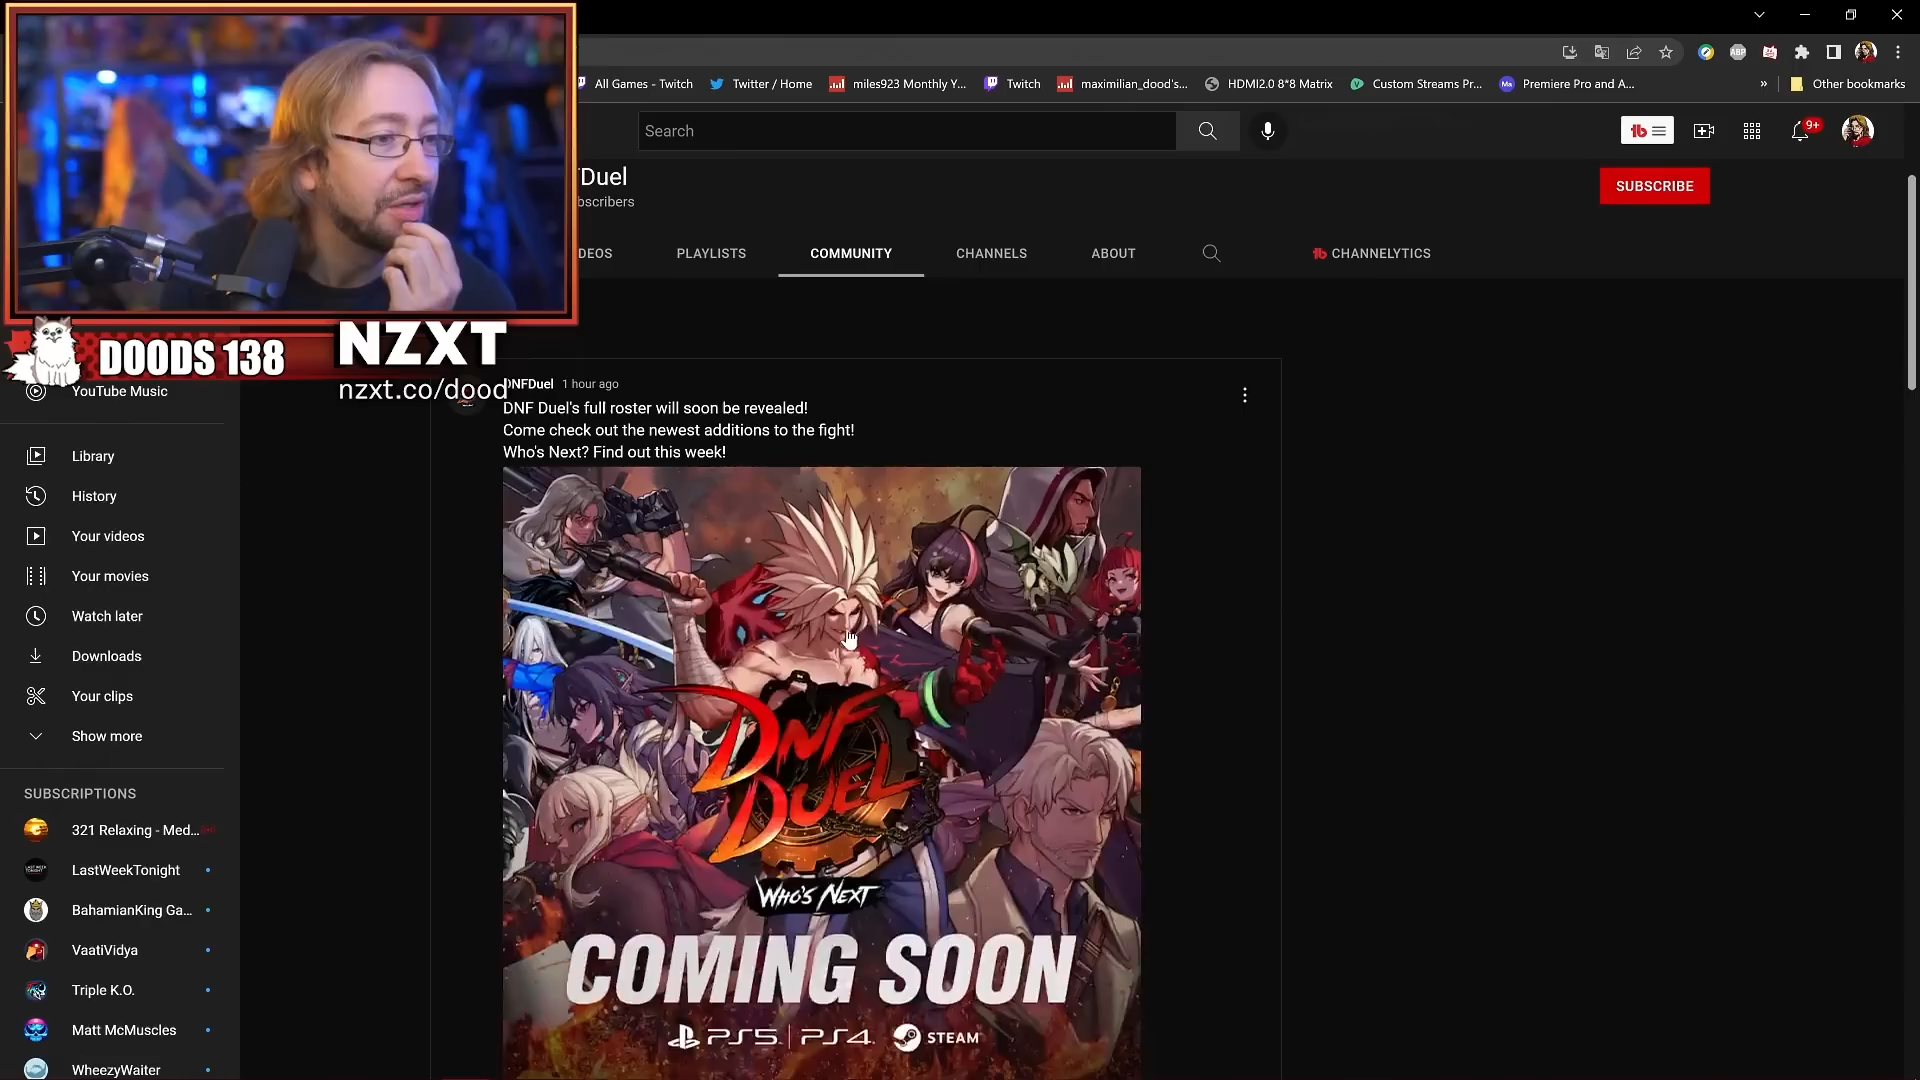 All Games - Twitch
Twitter / Home
miles923 Monthly Y...
Twitch
maximilian_dood's...
HDMI2.0 8*8 Matrix
Custom Streams Pr...
Premiere Pro and A...
»
Other bookmarks
ABP
Search
9+
Duel
bscribers
SUBSCRIBE
DEOS
PLAYLISTS
COMMUNITY
CHANNELS
ABOUT
CHANNELYTICS
DOODS 138
NZXT
nzxt.co/dood
YouTube Music
Library
History
Your videos
Your movies
Watch later
Downloads
Your clips
Show more
SUBSCRIPTIONS
321 Relaxing - Med...
LastWeekTonight
BahamianKing Ga...
VaatiVidya
Triple K.O.
Matt McMuscles
WheezyWaiter
DNFDuel 1 hour ago
DNF Duel's full roster will soon be revealed!
Come check out the newest additions to the fight!
Who's Next? Find out this week!
DNF
DUEL
WHO'S NEXT
COMING SOON
PS5 | PS4 STEAM